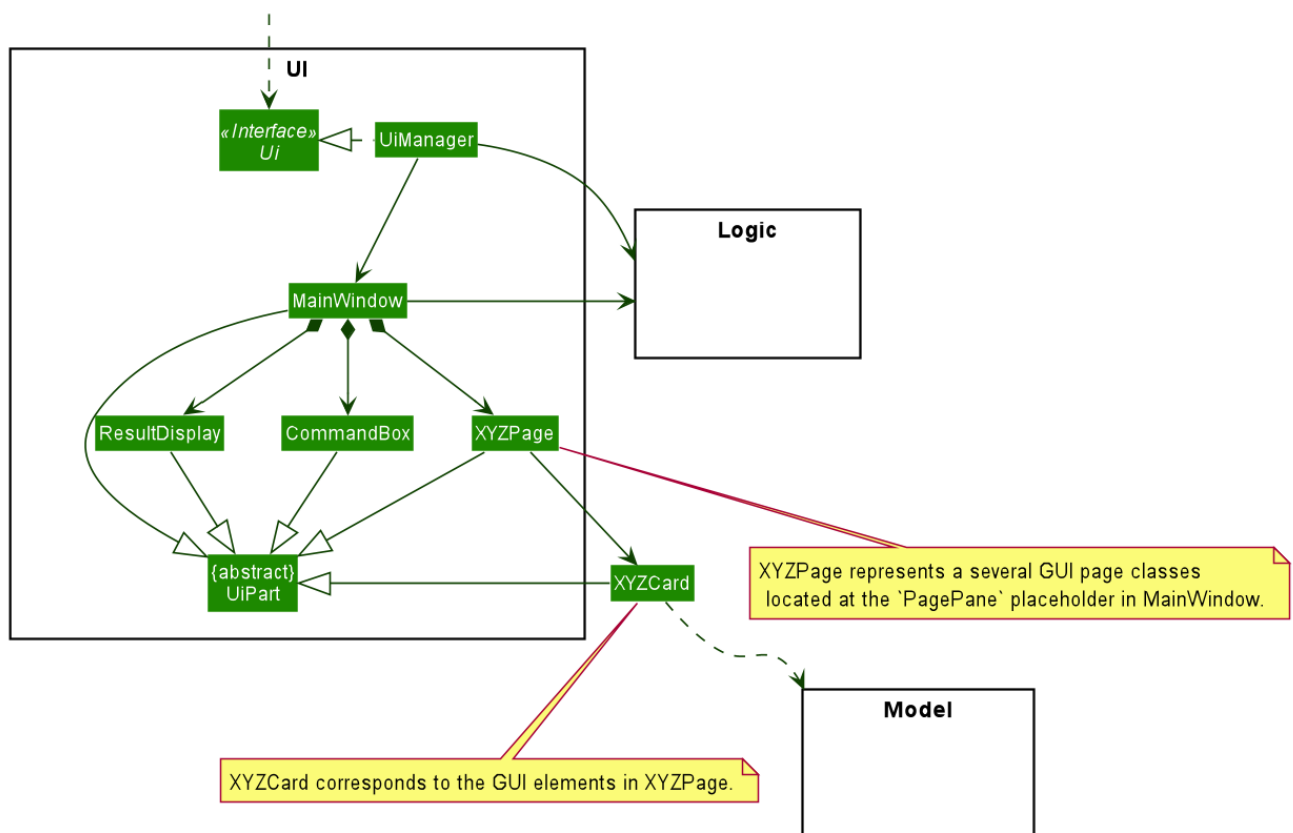 UI
«Interface»
Ui
UiManager
Logic
MainWindow
ResultDisplay
CommandBox
XYZPage
{abstract}
UiPart
XYZCard
XYZPage represents a several GUI page classes
located at the `PagePane` placeholder in MainWindow.
Model
XYZCard corresponds to the GUI elements in XYZPage.